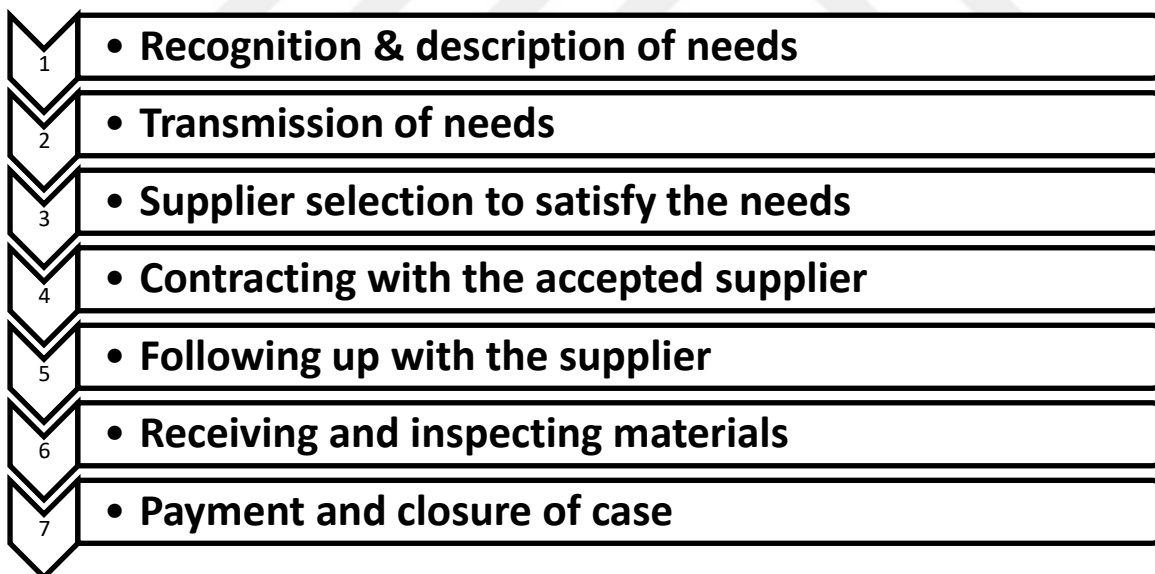 1 • Recognition & description of needs
2 • Transmission of needs
3 • Supplier selection to satisfy the needs
4 • Contracting with the accepted supplier
5 • Following up with the supplier
6 • Receiving and inspecting materials
7 • Payment and closure of case